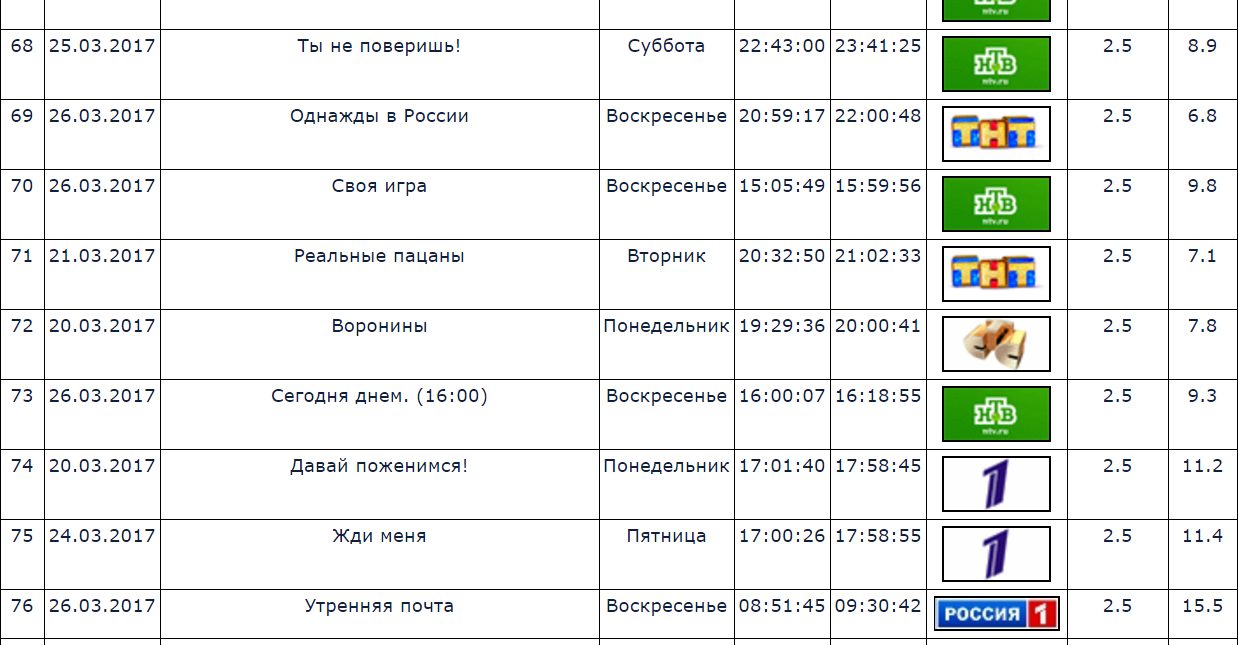 ntv.ru
68 25.03.2017 Ты не поверишь! Суббота 22:43:00 23:41:25 НТВ ntv.ru 2.5 8.9
69 26.03.2017 Однажды в России Воскресенье 20:59:17 22:00:48 ТНТ 2.5 6.8
70 26.03.2017 Своя игра Воскресенье 15:05:49 15:59:56 НТВ ntv.ru 2.5 9.8
71 21.03.2017 Реальные пацаны Вторник 20:32:50 21:02:33 ТНТ 2.5 7.1
72 20.03.2017 Воронины Понедельник 19:29:36 20:00:41 2.5 7.8
73 26.03.2017 Сегодня днем. (16:00) Воскресенье 16:00:07 16:18:55 НТВ ntv.ru 2.5 9.3
74 20.03.2017 Давай поженимся! Понедельник 17:01:40 17:58:45 1 2.5 11.2
75 24.03.2017 Жди меня Пятница 17:00:26 17:58:55 1 2.5 11.4
76 26.03.2017 Утренняя почта Воскресенье 08:51:45 09:30:42 РОССИЯ 1 2.5 15.5